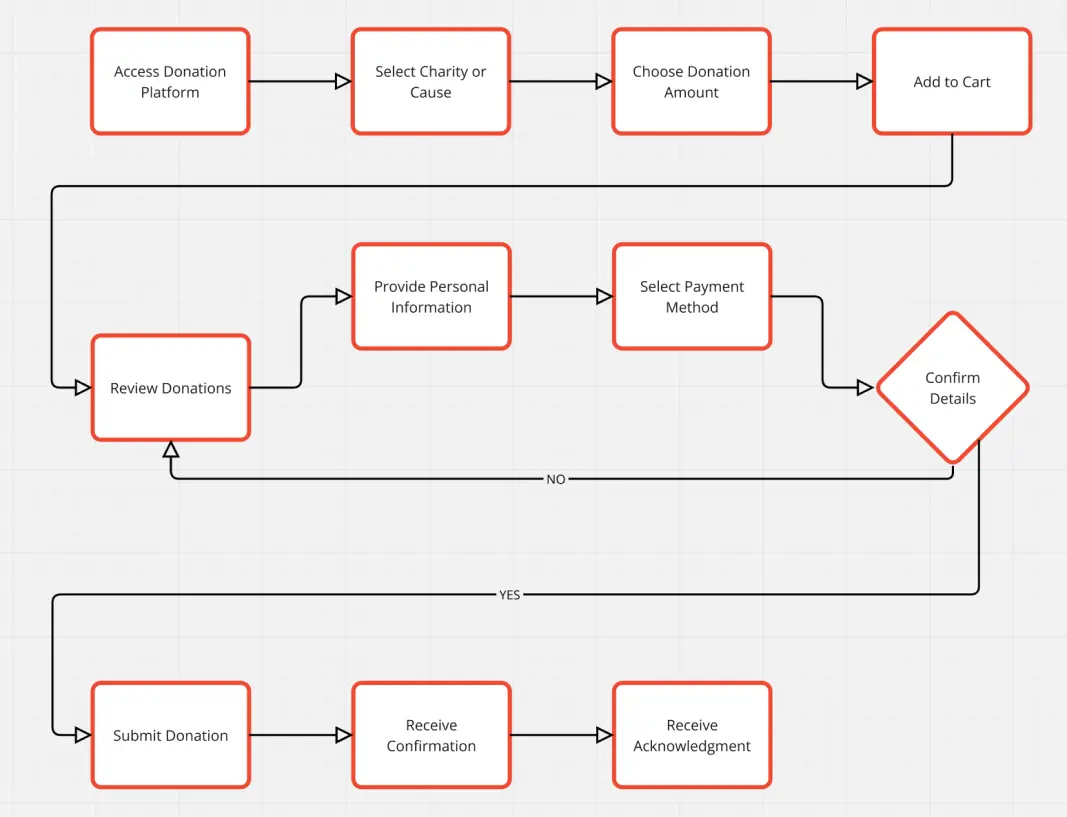 Access Donation
Platform
Select Charity or
Cause
Choose Donation
Amount
Add to Cart
Provide Personal
Information
Select Payment
Method
Review Donations
Confirm
Details
NO
YES
Submit Donation
Receive
Confirmation
Receive
Acknowledgment